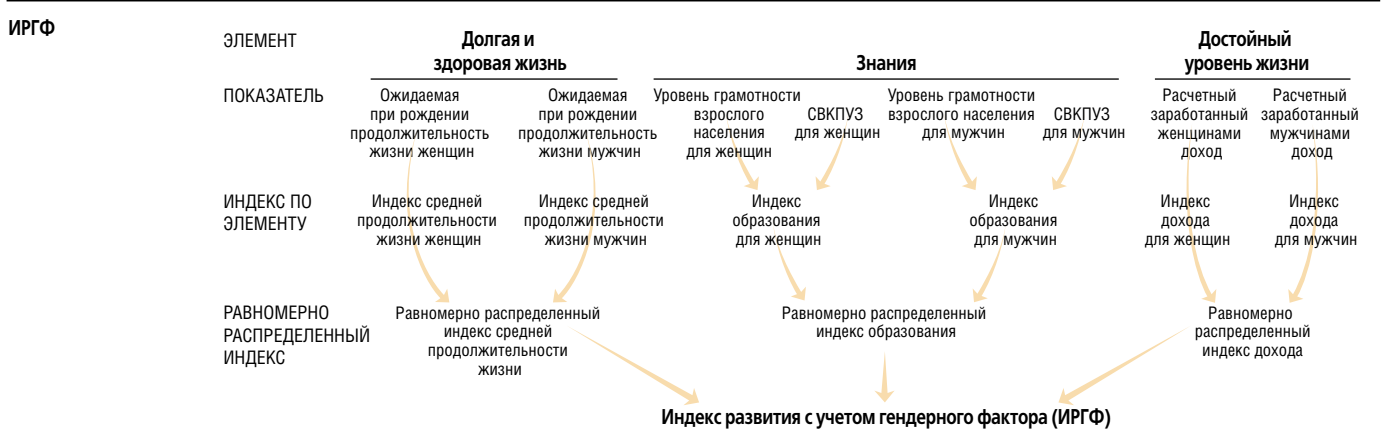 ИРГФ
ЭЛЕМЕНТ
Долгая и
здоровая жизнь
Знания
Достойный
уровень жизни
ПОКАЗАТЕЛЬ
Ожидаемая
при рождении
продолжительность
жизни женщин
Ожидаемая
при рождении
продолжительность
жизни мужчин
Уровень грамотности
взрослого
населения
для женщин
СВКПУЗ
для женщин
Уровень грамотности
взрослого населения
для мужчин
СВКПУЗ
для мужчин
Расчетный
заработанный
женщинами
доход
Расчетный
заработанный
мужчинами
доход
ИНДЕКС ПО
ЭЛЕМЕНТУ
Индекс средней
продолжительности
жизни женщин
Индекс средней
продолжительности
жизни мужчин
Индекс
образования
для женщин
Индекс
образования
для мужчин
Индекс
дохода
для женщин
Индекс
дохода
для мужчин
РАВНОМЕРНО
РАСПРЕДЕЛЕННЫЙ
ИНДЕКС
Равномерно распределенный
индекс средней
продолжительности
жизни
Равномерно распределенный
индекс образования
Равномерно
распределенный
индекс дохода
Индекс развития с учетом гендерного фактора (ИРГФ)